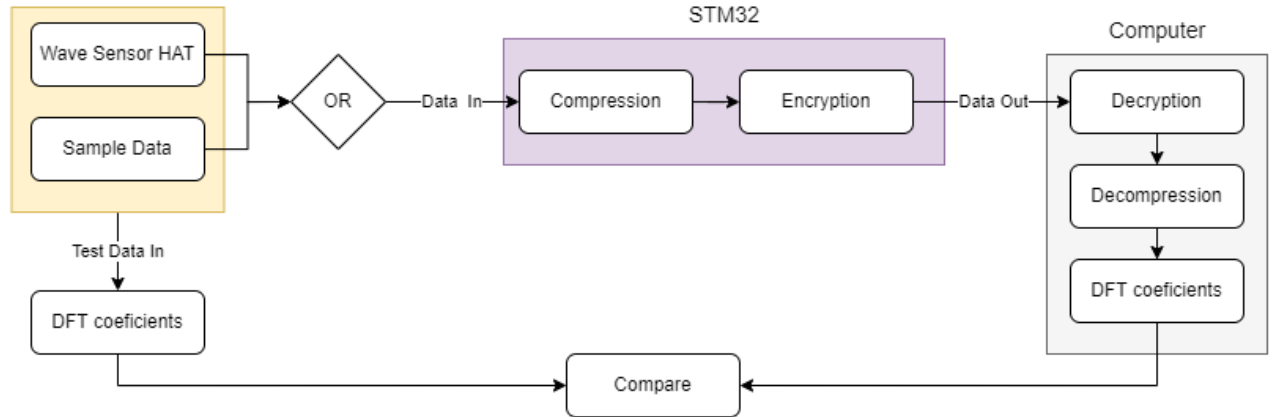 STM32
Computer
Wave Sensor HAT
OR
Data In
Compression
Encryption
Data Out
Decryption
Sample Data
Decompression
Test Data In
DFT coeficients
DFT coeficients
Compare